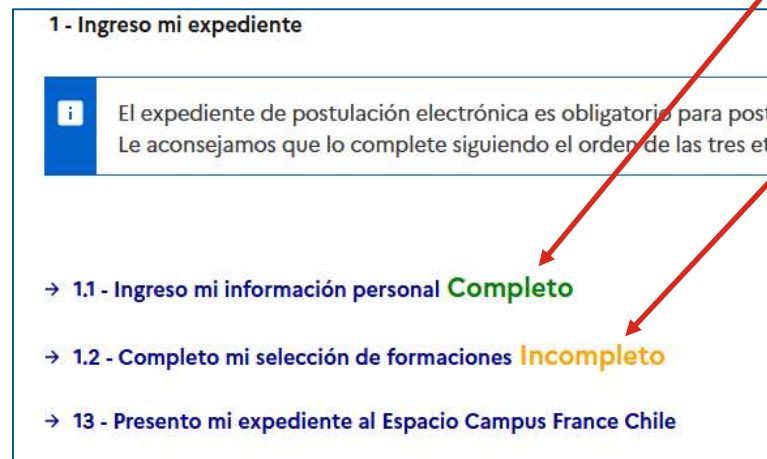 1 - Ingreso mi expediente
i
El expediente de postulación electrónica es obligatorio para
Le aconsejamos que lo complete siguiendo el orden de las tres
→ 1.1 - Ingreso mi información personal Completo
→ 1.2 - Completo mi selección de formaciones Incompleto
→ 13 - Presento mi expediente al Espacio Campus France Chile